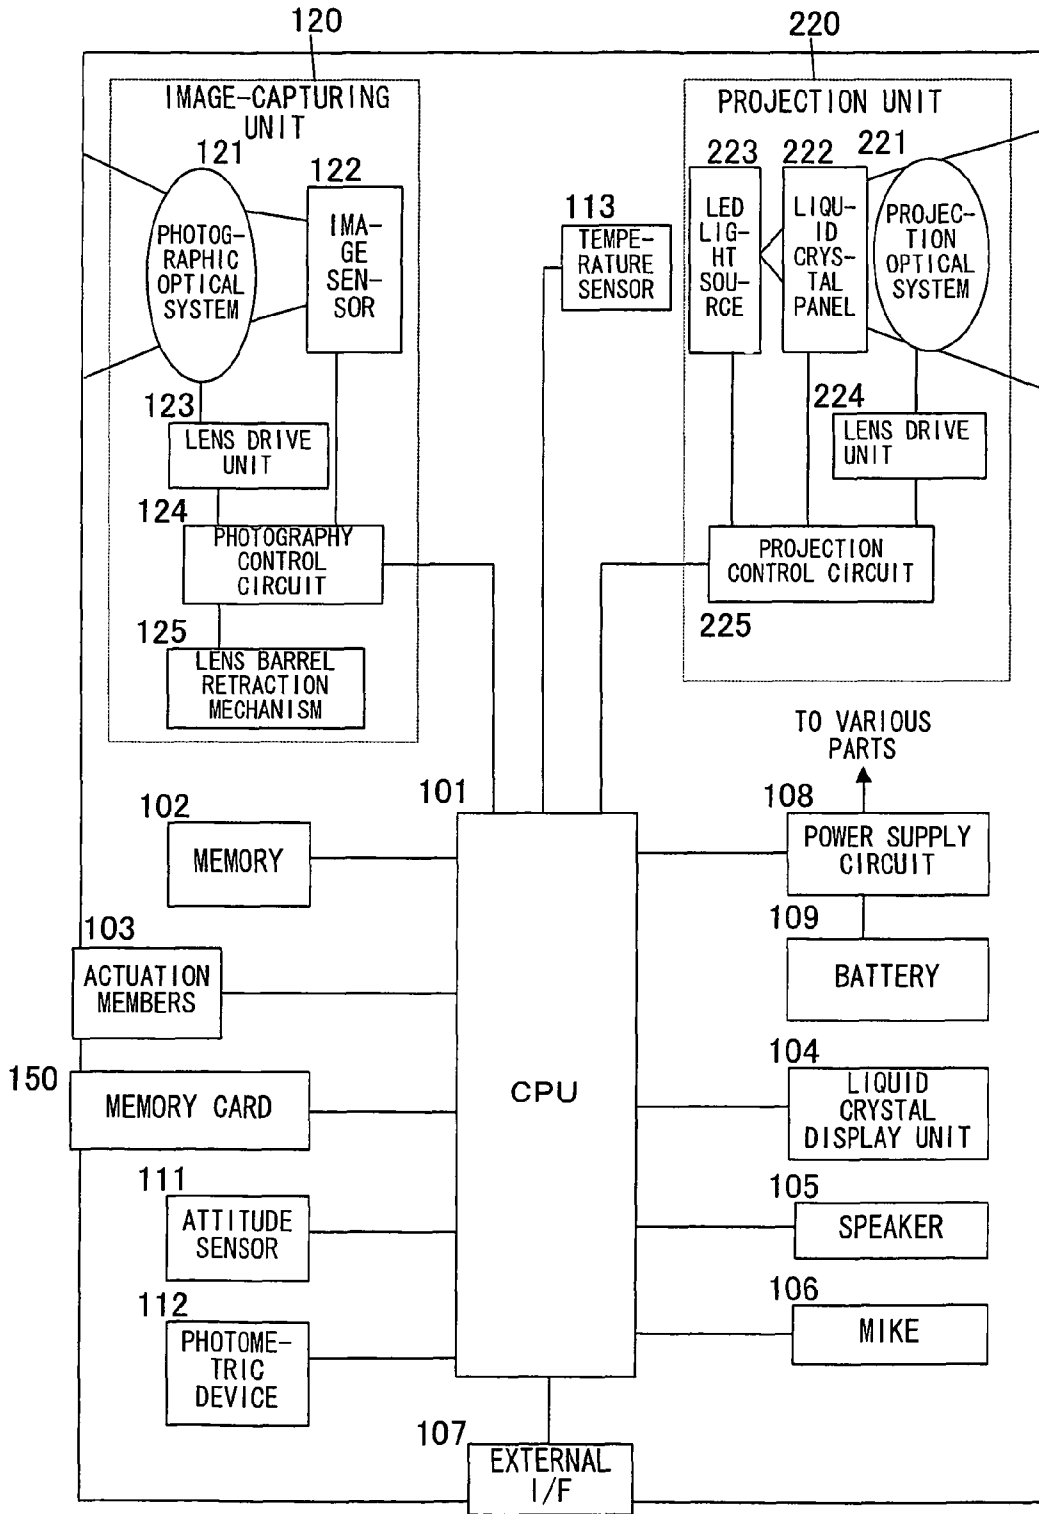 120
220
IMAGE-CAPTURING
UNIT
121
122
PHOTOG-
RAPHIC
OPTICAL
SYSTEM
IMA-
GE
SEN-
SOR
123
LENS DRIVE
UNIT
124
PHOTOGRAPHY
CONTROL
CIRCUIT
125
LENS BARREL
RETRACTION
MECHANISM
113
TEMPE-
RATURE
SENSOR
PROJECTION UNIT
223
222
221
LED
LIG-
HT
SOU-
RCE
LIQU-
ID
CRYS-
TAL
PANEL
PROJEC-
TION
OPTICAL
SYSTEM
224
LENS DRIVE
UNIT
PROJECTION
CONTROL CIRCUIT
225
TO VARIOUS
PARTS
101
CPU
102
MEMORY
103
ACTUATION
MEMBERS
150
MEMORY CARD
111
ATTITUDE
SENSOR
112
PHOTOME-
TRIC
DEVICE
108
POWER SUPPLY
CIRCUIT
109
BATTERY
104
LIQUID
CRYSTAL
DISPLAY UNIT
105
SPEAKER
106
MIKE
107
EXTERNAL
I/F